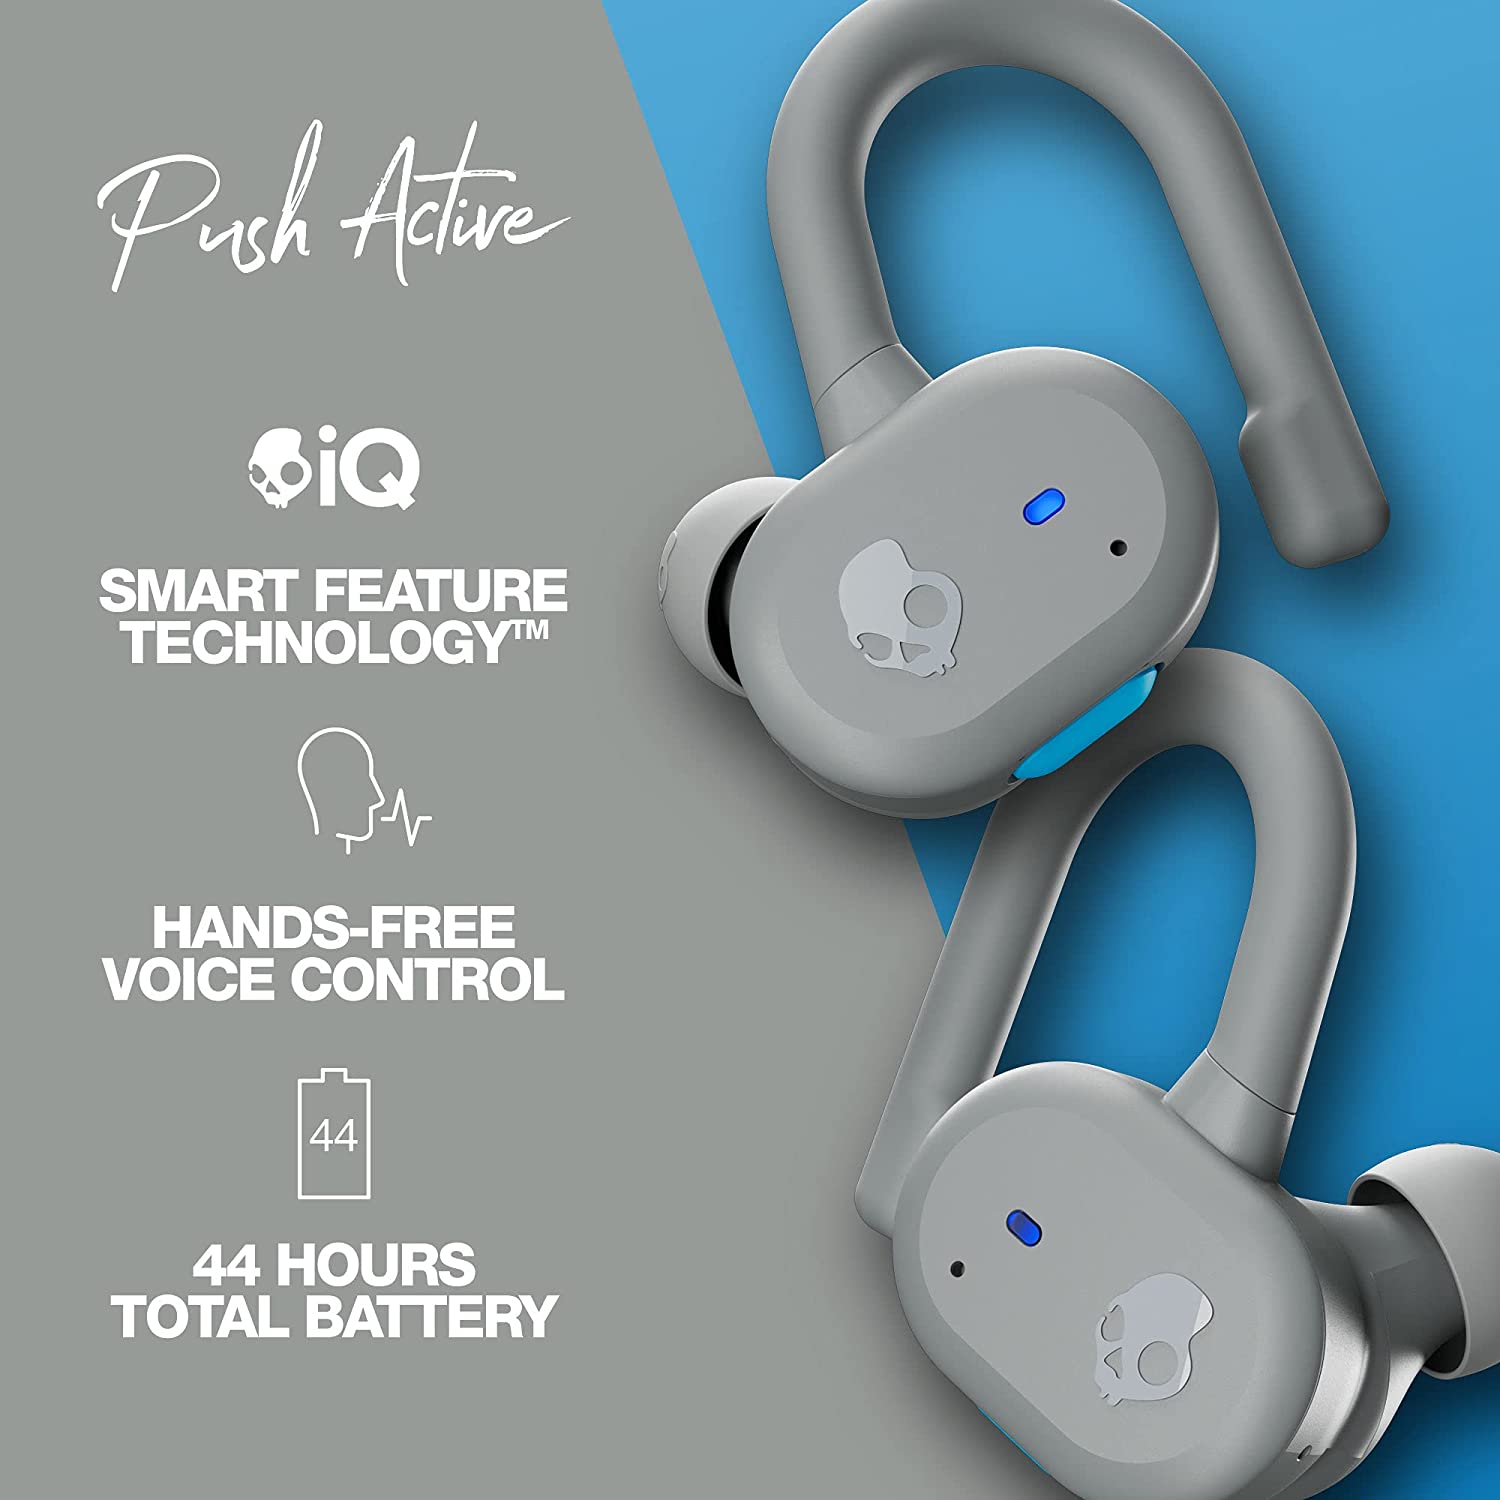 Push Active
iQ
SMART FEATURE
TECHNOLOGY™
HANDS-FREE
VOICE CONTROL
44
44 HOURS
TOTAL BATTERY